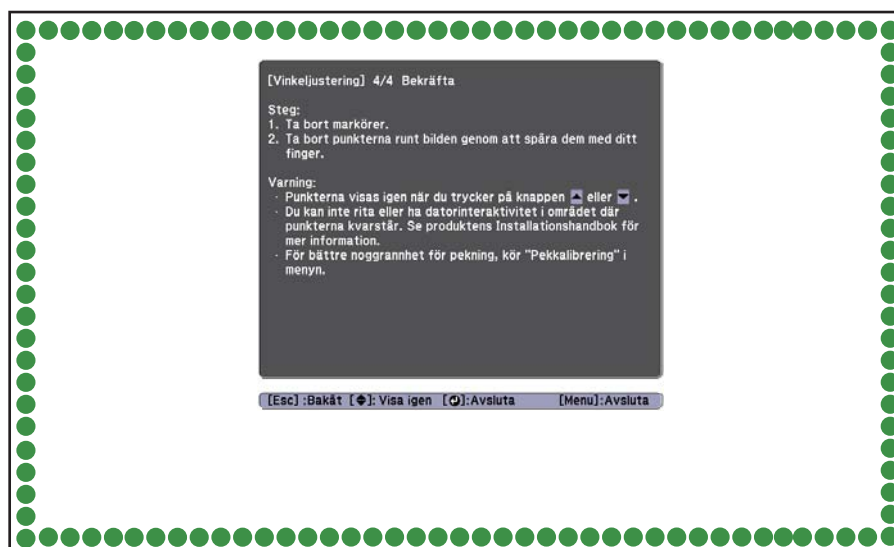 [Vinkeljustering] 4/4 Bekräfta
Steg:
1. Ta bort markörer.
2. Ta bort punkterna runt bilden genom att spåra dem med ditt
finger.
Varning:
· Punkterna visas igen när du trycker på knappen ▲ eller ▼ .
· Du kan inte rita eller ha datorinteraktivitet i området där
punkterna kvarstår. Se produktens Installationshandbok för
mer information.
· För bättre noggrannhet för pekning, kör "Pekkalibrering" i
menyn.
[Esc] :Bakåt [◆]: Visa igen [⏎]:Avsluta [Menu]:Avsluta